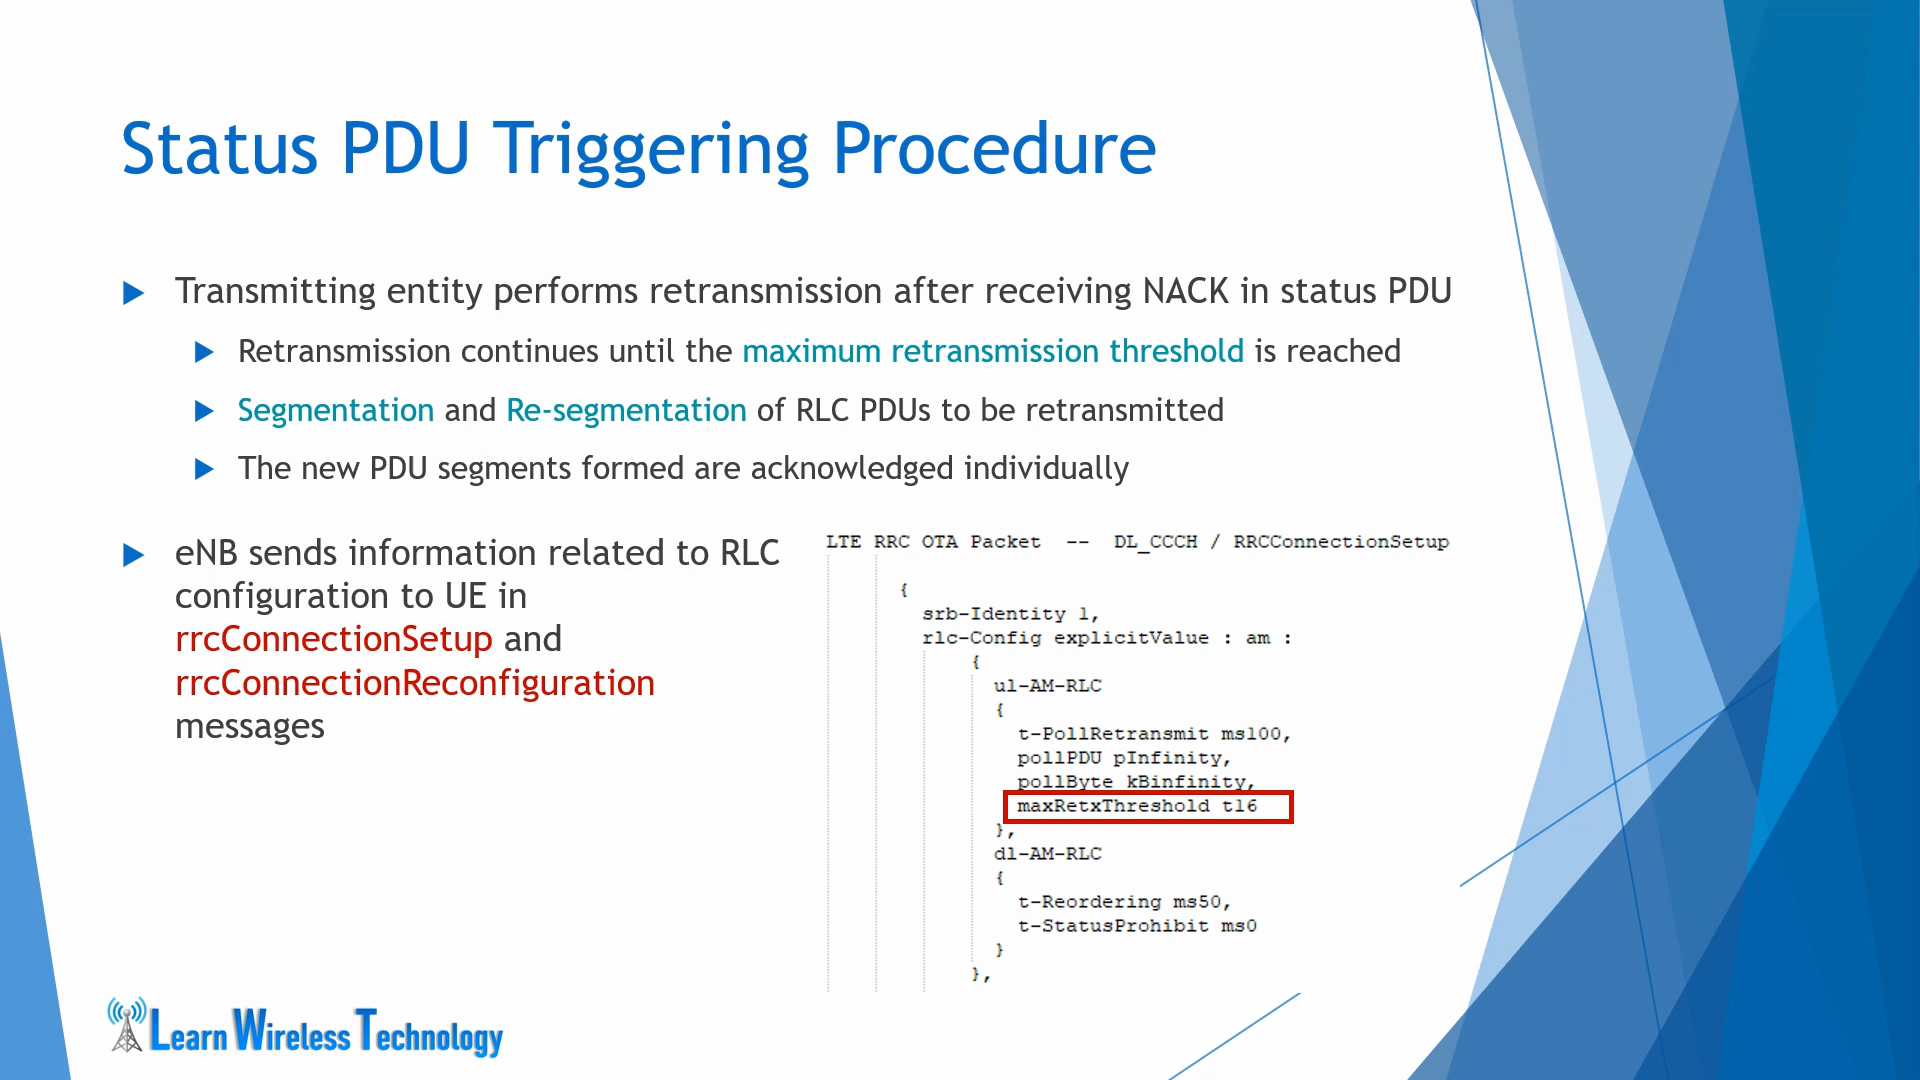 Status PDU Triggering Procedure
Transmitting entity performs retransmission after receiving NACK in status PDU
Retransmission continues until the maximum retransmission threshold is reached
Segmentation and Re-segmentation of RLC PDUs to be retransmitted
The new PDU segments formed are acknowledged individually
eNB sends information related to RLC
configuration to UE in
rrcConnectionSetup and
rrcConnectionReconfiguration
messages
LTE RRC OTA Packet -- DL_CCCH / RRCConnectionSetup
{
srb-Identity 1,
rlc-Config explicitValue : am :
{
ul-AM-RLC
{
t-PollRetransmit ms100,
pollPDU pInfinity,
pollByte kBinfinity,
maxRetxThreshold t16
},
dl-AM-RLC
{
t-Reordering ms50,
t-StatusProhibit ms0
}
},
Learn Wireless Technology